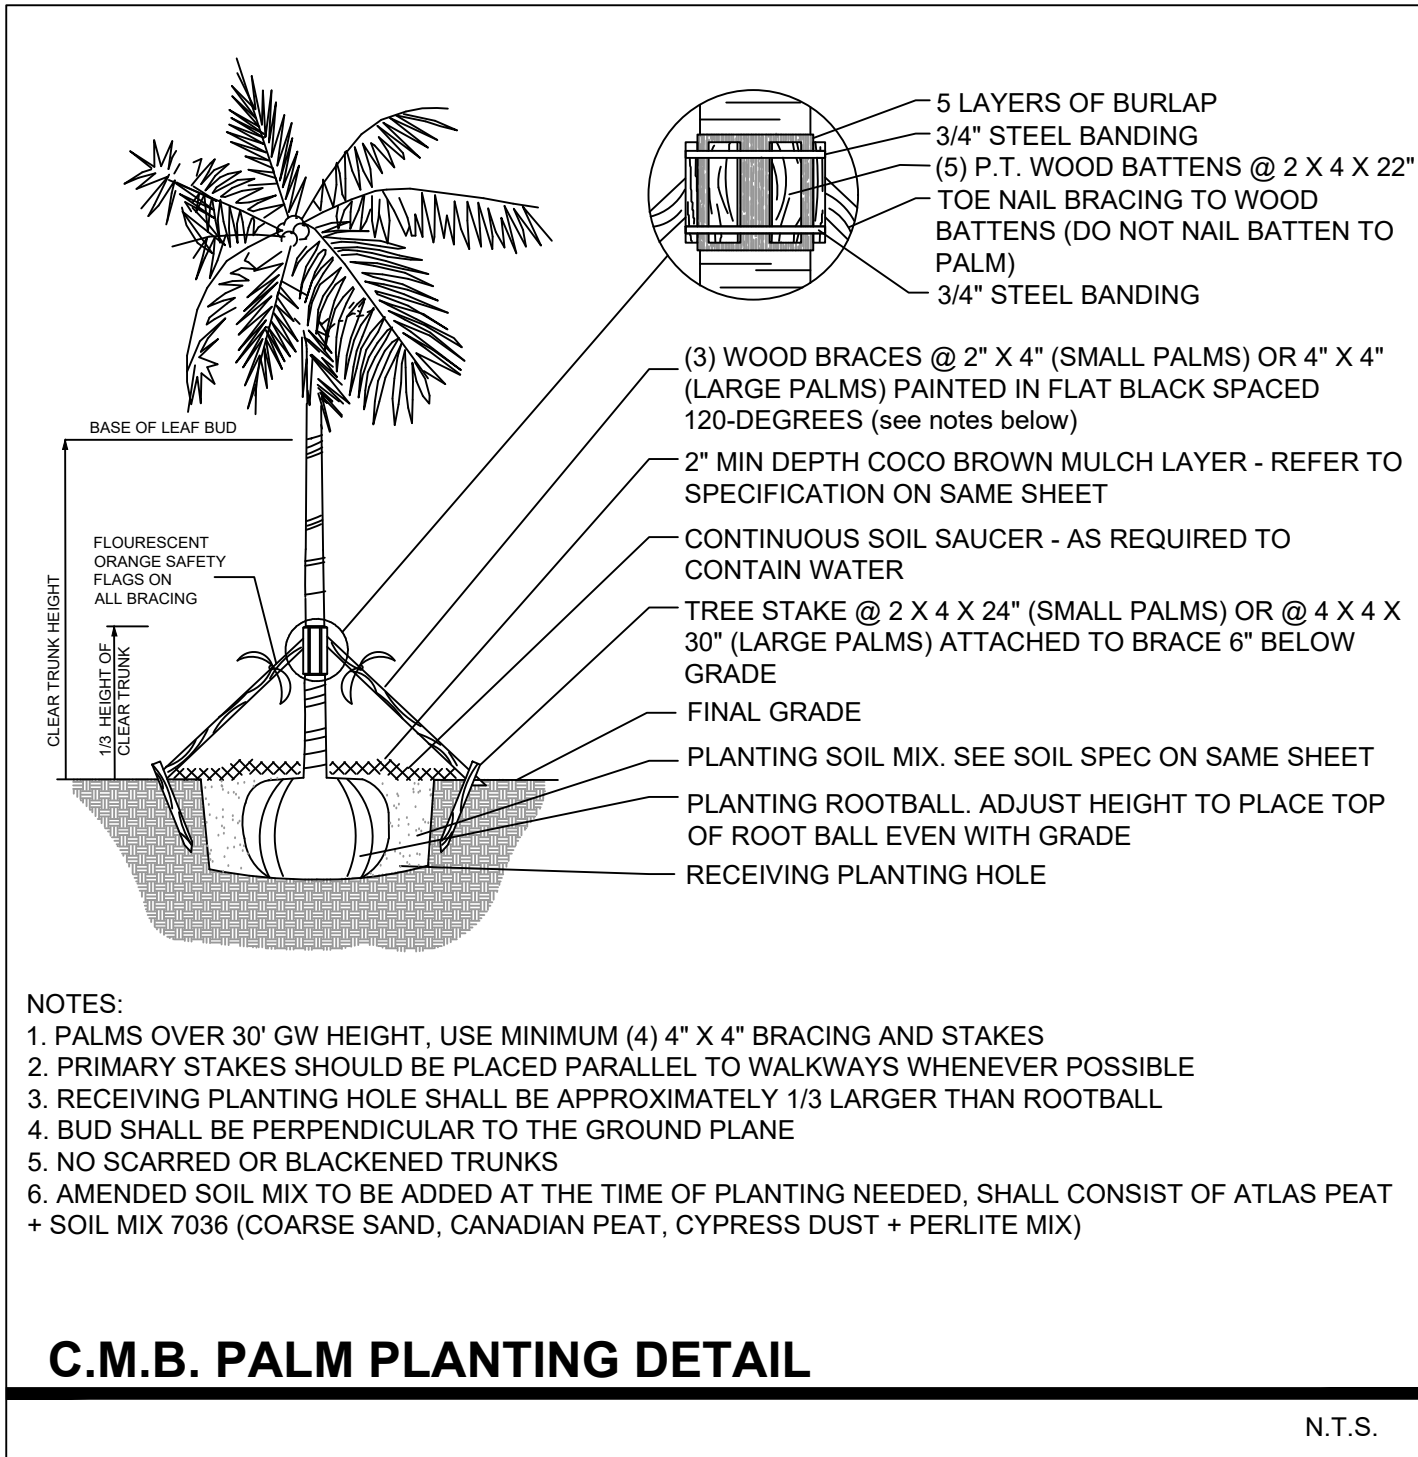 5 LAYERS OF BURLAP
3/4" STEEL BANDING
(5) P.T. WOOD BATTENS @ 2 X 4 X 22"
TOE NAIL BRACING TO WOOD
BATTENS (DO NOT NAIL BATTEN TO
PALM)
3/4" STEEL BANDING
(3) WOOD BRACES @ 2" X 4" (SMALL PALMS) OR 4" X 4"
(LARGE PALMS) PAINTED IN FLAT BLACK SPACED
120-DEGREES (see notes below)
2" MIN DEPTH COCO BROWN MULCH LAYER - REFER TO
SPECIFICATION ON SAME SHEET
CONTINUOUS SOIL SAUCER - AS REQUIRED TO
CONTAIN WATER
TREE STAKE @ 2 X 4 X 24" (SMALL PALMS) OR @ 4 X 4 X
30" (LARGE PALMS) ATTACHED TO BRACE 6" BELOW
GRADE
FINAL GRADE
PLANTING SOIL MIX. SEE SOIL SPEC ON SAME SHEET
PLANTING ROOTBALL. ADJUST HEIGHT TO PLACE TOP
OF ROOT BALL EVEN WITH GRADE
RECEIVING PLANTING HOLE
BASE OF LEAF BUD
FLOURESCENT
ORANGE SAFETY
FLAGS ON
ALL BRACING
CLEAR TRUNK HEIGHT
1/3 HEIGHT OF
CLEAR TRUNK
NOTES:
1. PALMS OVER 30' GW HEIGHT, USE MINIMUM (4) 4" X 4" BRACING AND STAKES
2. PRIMARY STAKES SHOULD BE PLACED PARALLEL TO WALKWAYS WHENEVER POSSIBLE
3. RECEIVING PLANTING HOLE SHALL BE APPROXIMATELY 1/3 LARGER THAN ROOTBALL
4. BUD SHALL BE PERPENDICULAR TO THE GROUND PLANE
5. NO SCARRED OR BLACKENED TRUNKS
6. AMENDED SOIL MIX TO BE ADDED AT THE TIME OF PLANTING NEEDED, SHALL CONSIST OF ATLAS PEAT
+ SOIL MIX 7036 (COARSE SAND, CANADIAN PEAT, CYPRESS DUST + PERLITE MIX)
C.M.B. PALM PLANTING DETAIL
N.T.S.